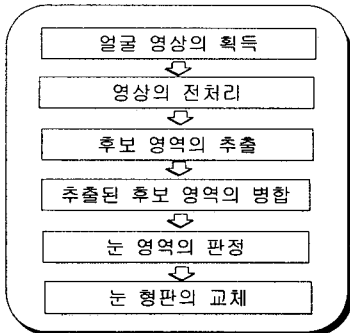 얼굴 영상의 획득
영상의 전처리
후보 영역의 추출
추출된 후보 영역의 병합
눈 영역의 판정
눈 형판의 교체